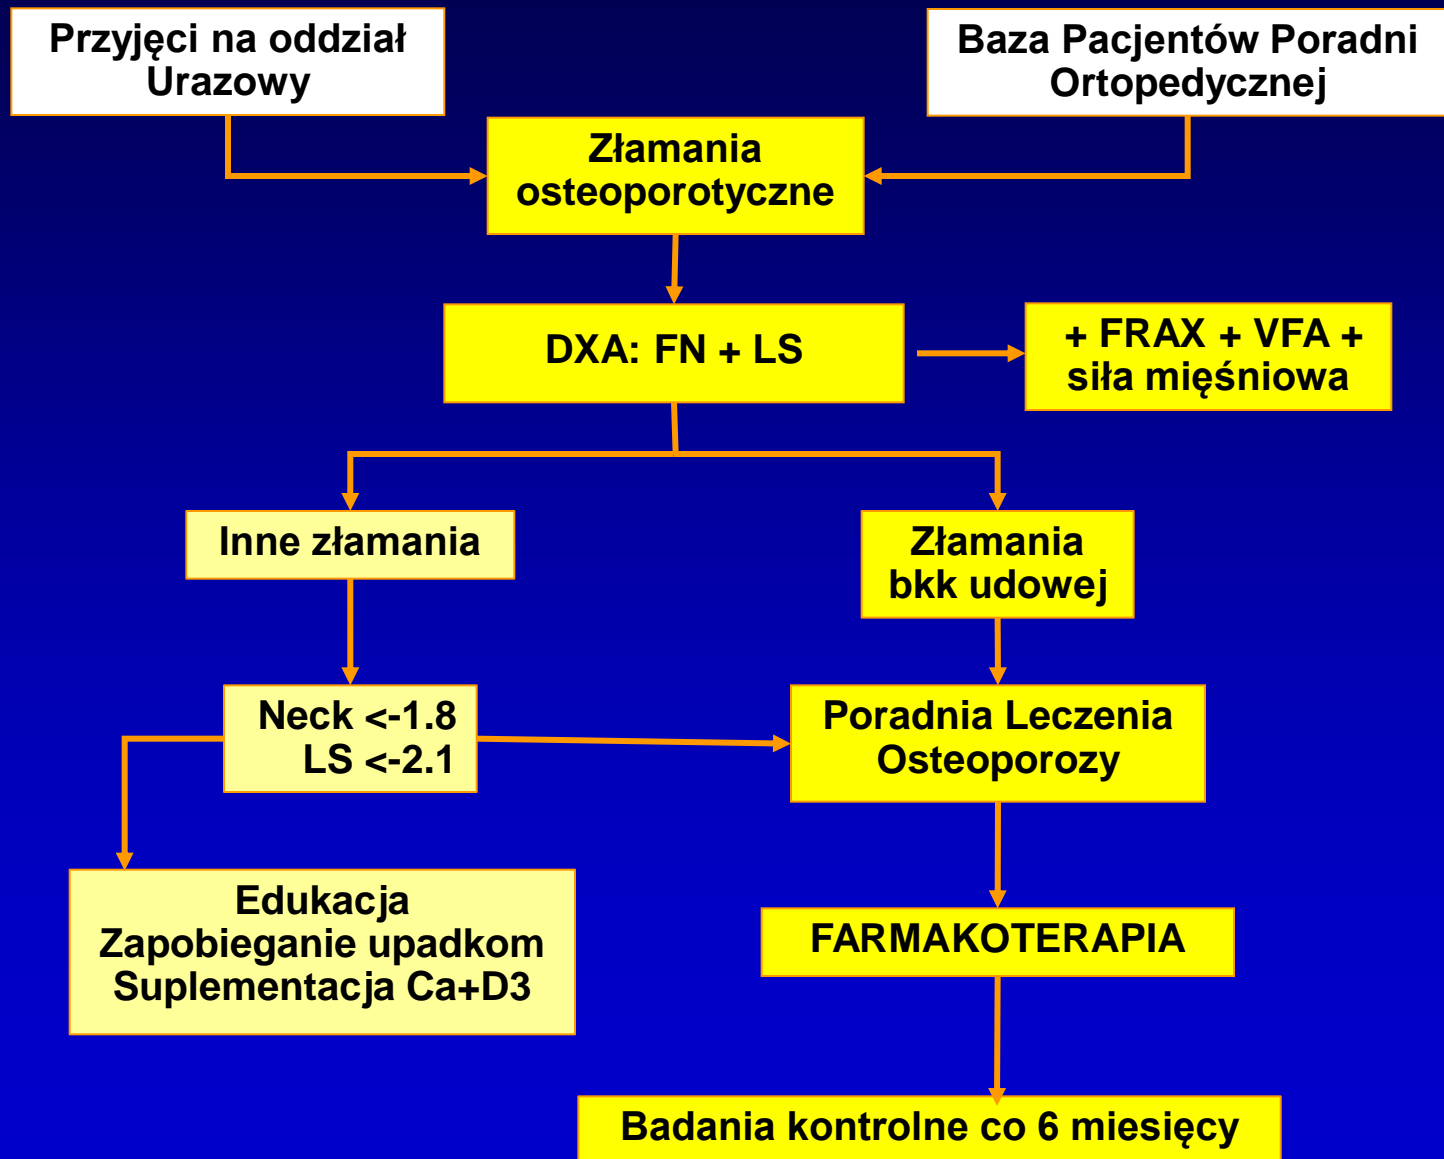 Przyjęci na oddział
Urazowy
Baza Pacjentów Poradni
Ortopedycznej
Złamania
osteoporotyczne
DXA: FN + LS
+ FRAX + VFA +
siła mięśniowa
Inne złamania
Złamania
bkk udowej
Neck <-1.8
LS <-2.1
Poradnia Leczenia
Osteoporozy
Edukacja
Zapobieganie upadkom
Suplementacja Ca+D3
FARMAKOTERAPIA
Badania kontrolne co 6 miesięcy